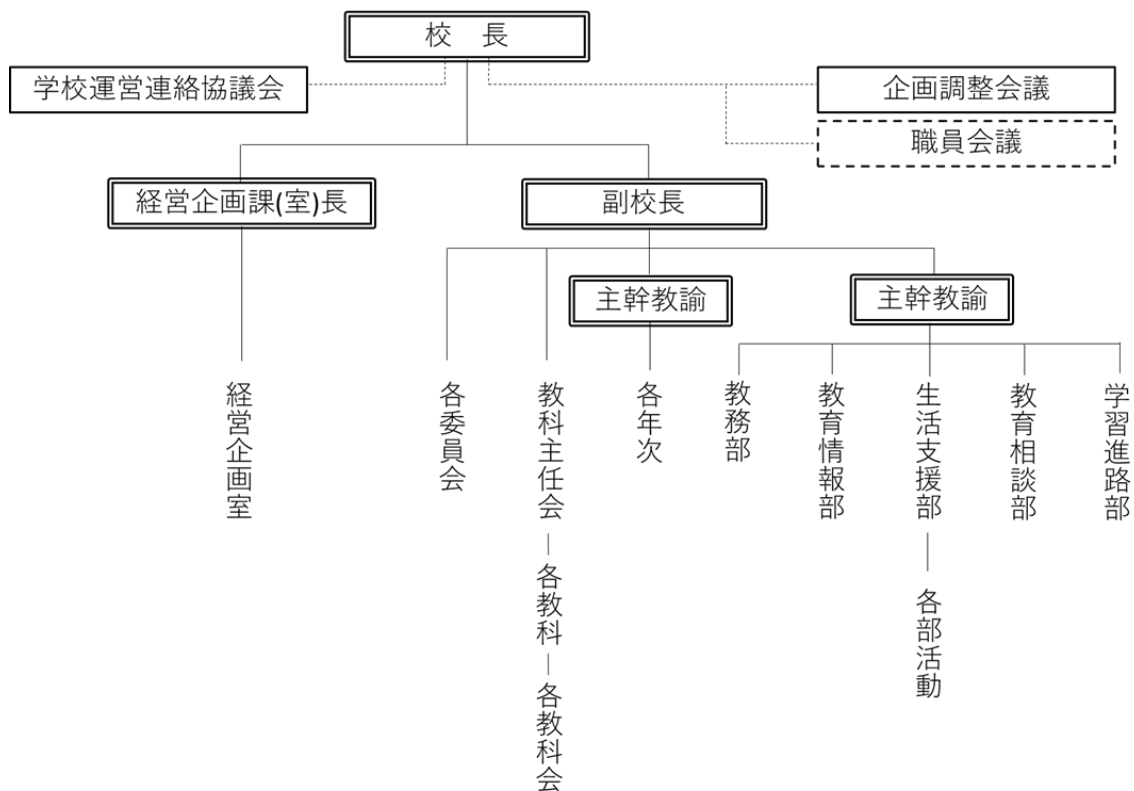 校　長
学校運営連絡協議会
企画調整会議
職員会議
経営企画課(室)長
副校長
主幹教諭
主幹教諭
経営企画室
各委員会
教科主任会
各教科
各教科会
各年次
教務部
教育情報部
生活支援部
各部活動
教育相談部
学習進路部